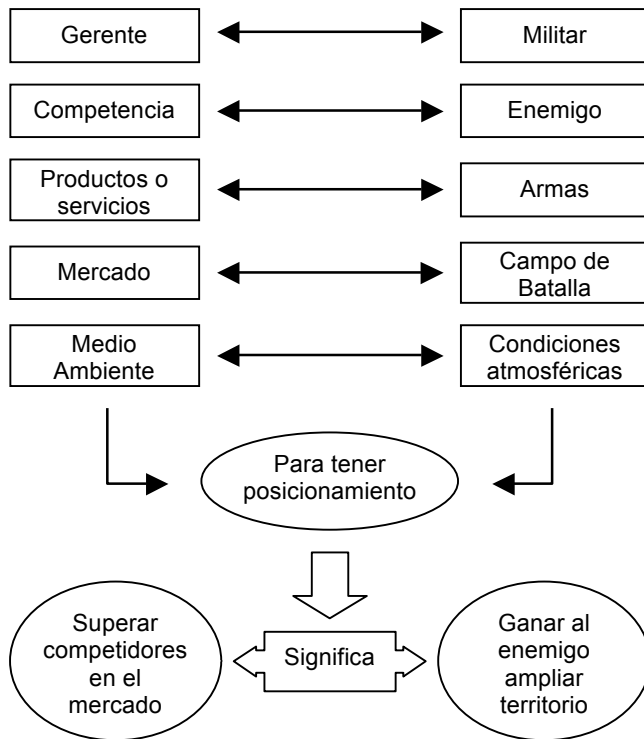 Gerente
Militar
Competencia
Enemigo
Productos o
servicios
Armas
Mercado
Campo de
Batalla
Medio
Ambiente
Condiciones
atmosféricas
Para tener
posicionamiento
Superar
competidores
en el
mercado
Significa
Ganar al
enemigo
ampliar
territorio